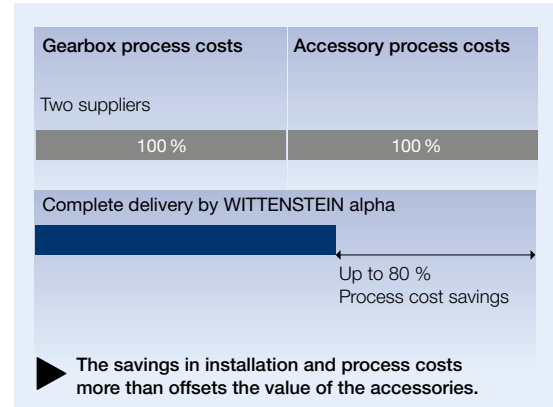 Gearbox process costs
Accessory process costs
Two suppliers
100 %
100 %
Complete delivery by WITTENSTEIN alpha
Up to 80 %
Process cost savings
The savings in installation and process costs
more than offsets the value of the accessories.